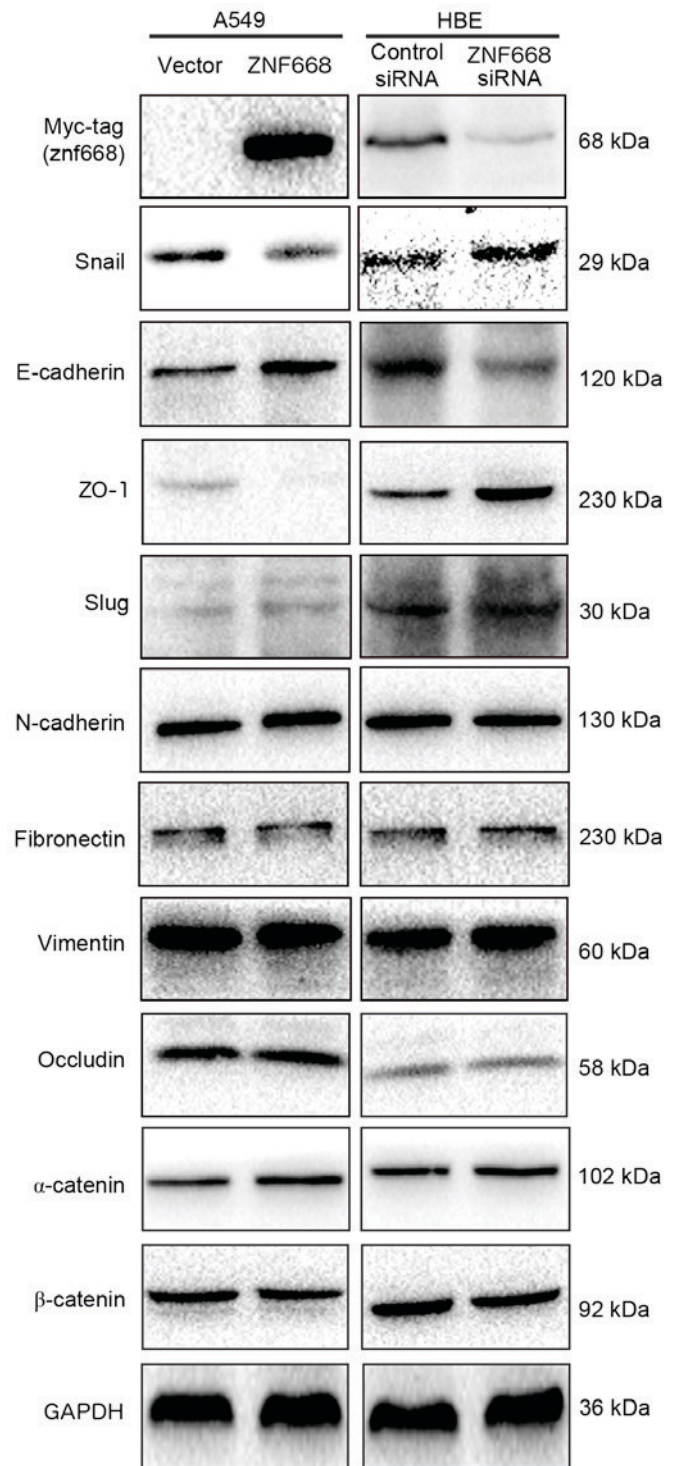 A549 HBE
Vector ZNF668 Control siRNA ZNF668 siRNA
Myc-tag (znf668) 68 kDa
Snail 29 kDa
E-cadherin 120 kDa
ZO-1 230 kDa
Slug 30 kDa
N-cadherin 130 kDa
Fibronectin 230 kDa
Vimentin 60 kDa
Occludin 58 kDa
α-catenin 102 kDa
β-catenin 92 kDa
GAPDH 36 kDa